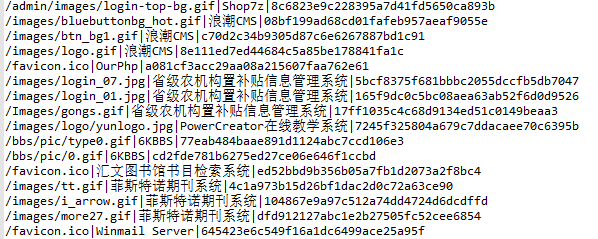 /admin/images/login-top-bg.gif|Shop7z|8c6823e9c228395a7d41fd5650ca893b
/images/bluebuttonbg_hot.gif|浪潮CMS|08bf199ad68cd01fafeb957aeaf9055e
/images/btn_bg1.gif|浪潮CMS|c70d2c34b9305d87c6e6267887bd1c91
/images/logo.gif|浪潮CMS|8e111ed7ed44684c5a85be178841fa1c
/favicon.ico|OurPhp|a081cf3acc29aa08a215607faa762e61
/images/login_07.jpg|省级农机构置补贴信息管理系统|5bcf8375f681bbbc2055dccfb5db7047
/images/login_01.jpg|省级农机构置补贴信息管理系统|165f9dc0c5bc08aea63ab52f6d0d9526
/Images/gongs.gif|省级农机构置补贴信息管理系统|17ff1035c4c68d9134ed51c0149beaa3
/images/logo/yunlogo.jpg|PowerCreator在线教学系统|7245f325804a679c7ddacaee70c6395b
/bbs/pic/type0.gif|6KBBS|77eab484baae891d1124abc7ccd106e3
/bbs/pic/0.gif|6KBBS|cd2fde781b6275ed27ce06e646f1ccbd
/favicon.ico|汇文图书馆书目检索系统|ed52bbd9b356b05a7fb1d2073a2f8bc4
/images/tt.gif|菲斯特诺期刊系统|4c1a973b15d26bf1dac2d0c72a63ce90
/images/i_arrow.gif|菲斯特诺期刊系统|104867e9a97c512a74dd4724d6dcdffd
/images/more27.gif|菲斯特诺期刊系统|dfd912127abc1e2b27505fc52cee6854
/favicon.ico|Winmail Server|645423e6c549f16a1dc6499ace25a95f